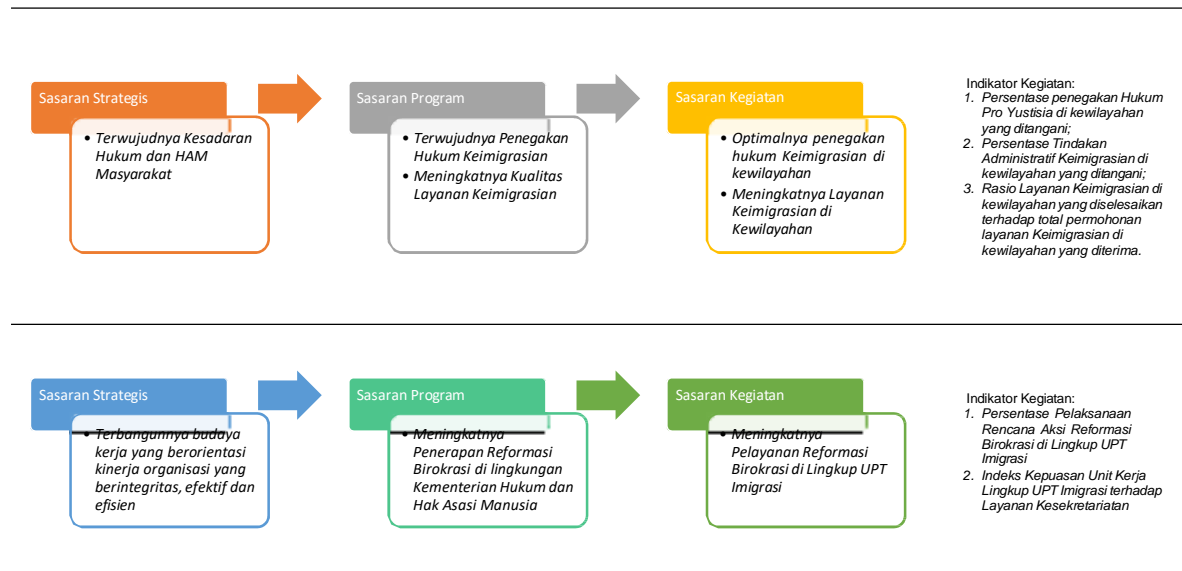 Sasaran Strategis
• Terwujudnya Kesadaran
Hukum dan HAM
Masyarakat
Sasaran Program
• Terwujudnya Penegakan
Hukum Keimigrasian
• Meningkatnya Kualitas
Layanan Keimigrasian
Sasaran Kegiatan
• Optimalnya penegakan
hukum Keimigrasian di
kewilayahan
• Meningkatnya Layanan
Keimigrasian di
Kewilayahan
Indikator Kegiatan:
1. Persentase penegakan Hukum
Pro Yustisia di kewilayahan
yang ditangani;
2. Persentase Tindakan
Administratif Keimigrasian di
kewilayahan yang ditangani;
3. Rasio Layanan Keimigrasian di
kewilayahan yang diselesaikan
terhadap total permohonan
layanan Keimigrasian di
kewilayahan yang diterima.
Sasaran Strategis
• Terbangunnya budaya
kerja yang berorientasi
kinerja organisasi yang
berintegritas, efektif dan
efisien
Sasaran Program
• Meningkatnya
Penerapan Reformasi
Birokrasi di lingkungan
Kementerian Hukum dan
Hak Asasi Manusia
Sasaran Kegiatan
• Meningkatnya
Pelayanan Reformasi
Birokrasi di Lingkup UPT
Imigrasi
Indikator Kegiatan:
1. Persentase Pelaksanaan
Rencana Aksi Reformasi
Birokrasi di Lingkup UPT
Imigrasi
2. Indeks Kepuasan Unit Kerja
Lingkup UPT Imigrasi terhadap
Layanan Kesekretariatan